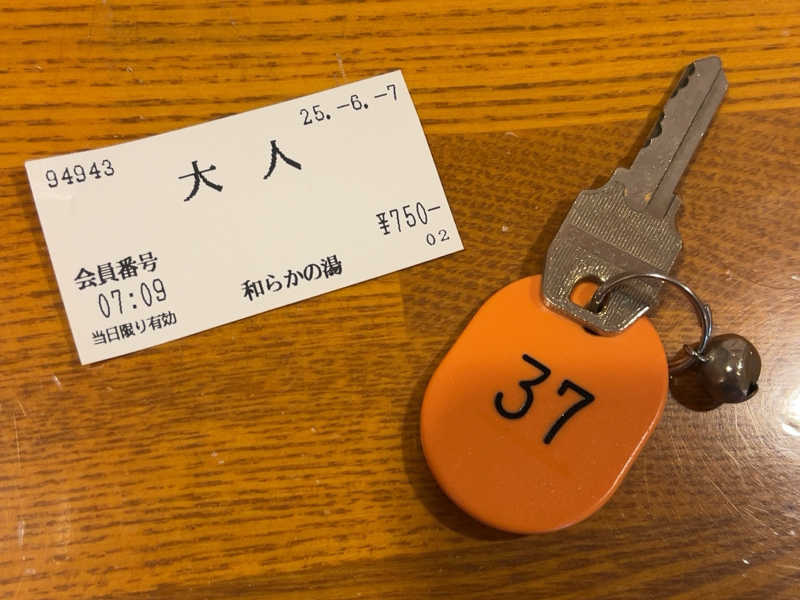 25.-6.-7
94943
大人
¥750-
02
会員番号
07:09
和らかの湯
当日限り有効
37